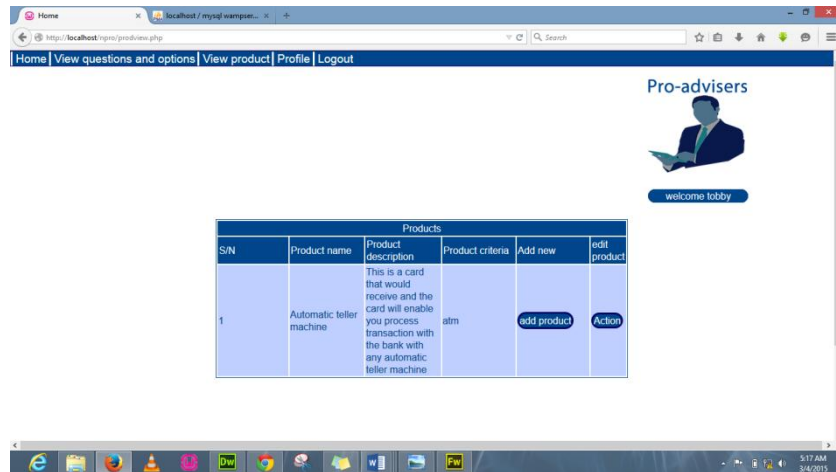 Home
localhost / mysql wampser...
http://localhost/npro/prodview.php
Search
Home View questions and options View product Profile Logout
Pro-advisers
welcome tobby
Products
S/N
Product name
Product
description
Product criteria
Add new
edit
product
1
Automatic teller
machine
This is a card
that would
receive and the
card will enable
you process
transaction with
the bank with
any automatic
teller machine
atm
add product
Action
Dw
W
Fw
5:17 AM
3/4/2015